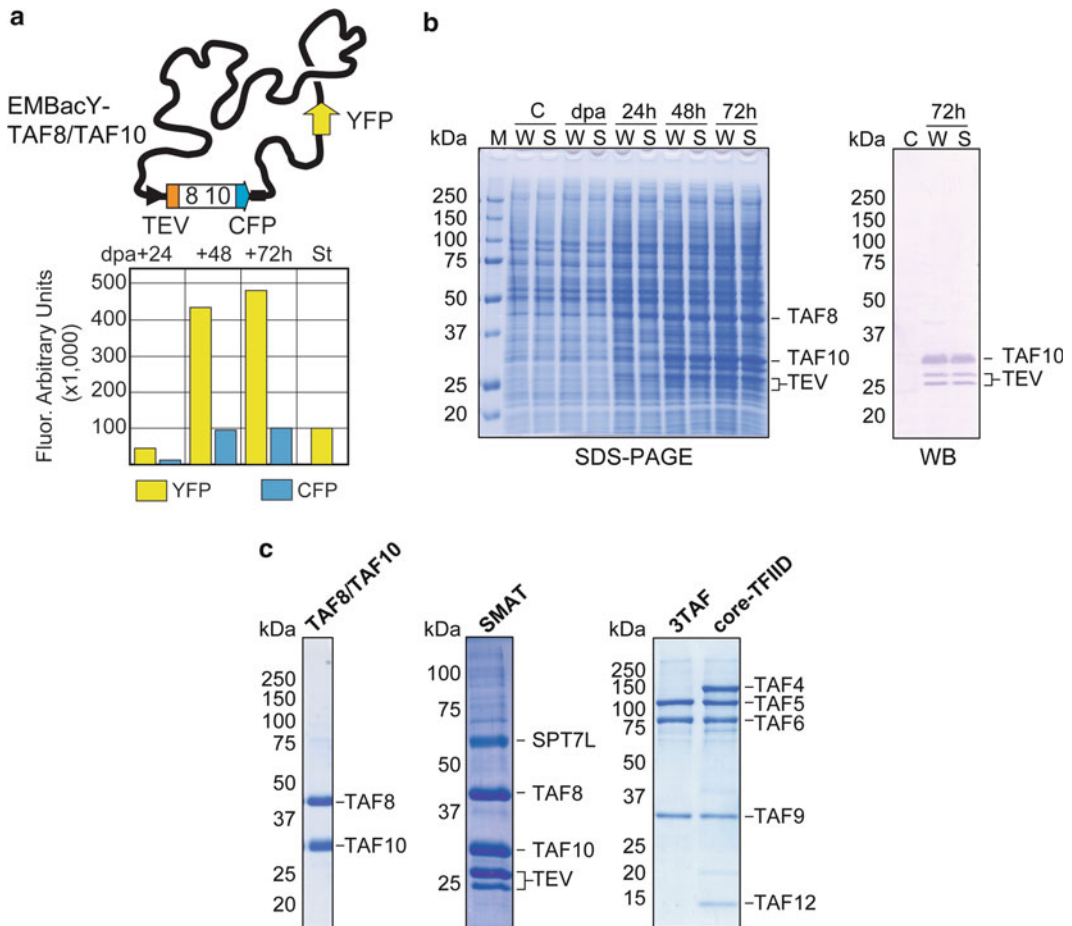 a
EMBacY-
TAF8/TAF10
YFP
8 10
TEV
CFP
dpa+24 +48 +72h St
Fluor. Arbitrary Units
(x1,000)
500
400
300
200
100
YFP
CFP
b
C dpa 24h 48h 72h
kDa M W S W S W S W S W S
250
150
100
75
50
37
25
20
TAF8
TAF10
TEV
SDS-PAGE
72h
kDa C W S
250
150
100
75
50
37
25
20
TAF10
TEV
WB
c
TAF8/TAF10
kDa
250
150
100
75
50
37
25
20
TAF8
TAF10
SMAT
kDa
100
75
50
37
25
SPT7L
TAF8
TAF10
TEV
3TAF
core-TFIID
kDa
250
150
100
75
50
37
25
20
15
TAF4
TAF5
TAF6
TAF9
TAF12